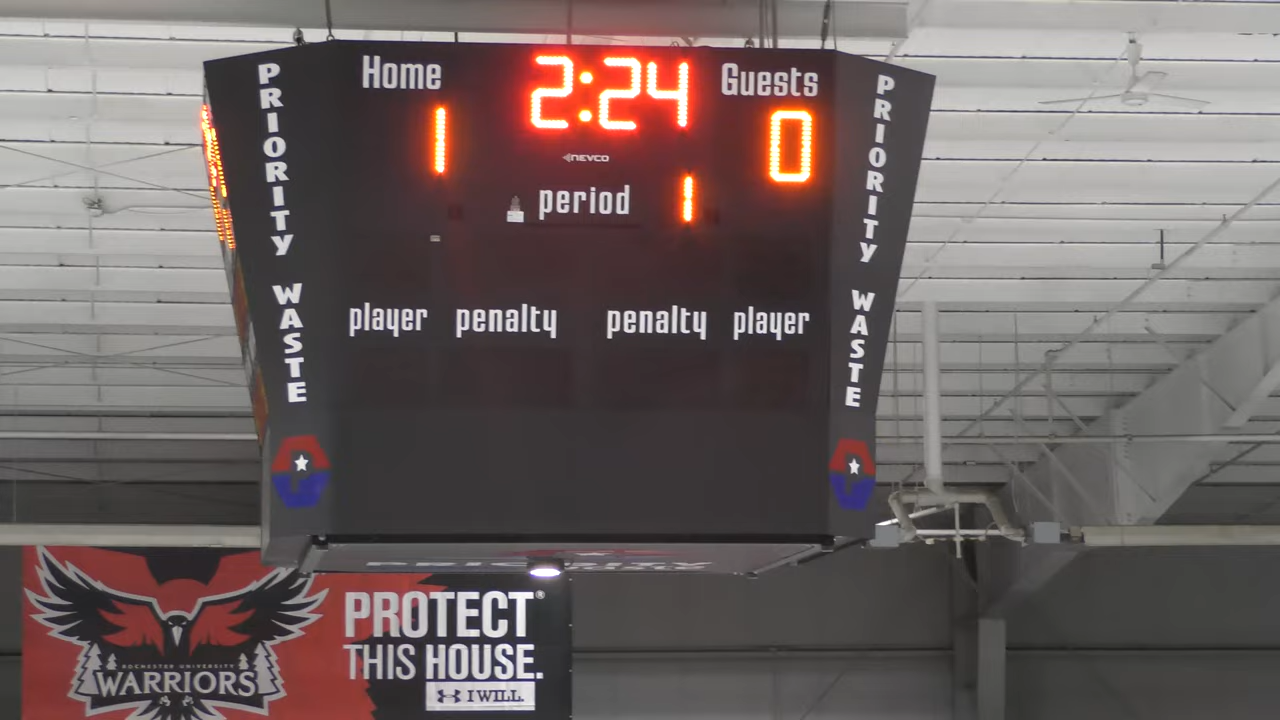 Home
2:24
Guests
1
0
NEVCO
period
1
PRIORITY WASTE
PRIORITY WASTE
player
penalty
penalty
player
PRIORITY
ROCHESTER UNIVERSITY
WARRIORS
PROTECT®
THIS HOUSE.
I WILL.